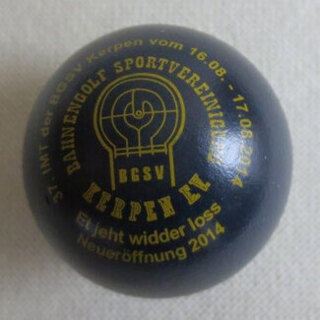 37. IMT der BGSV Kerpen vom 16.08. - 17.08.2014
BAHNENGOLF SPORTVEREINIGUNG
BGSV
KERPEN E.V.
Et jeht widder loss
Neueröffnung 2014